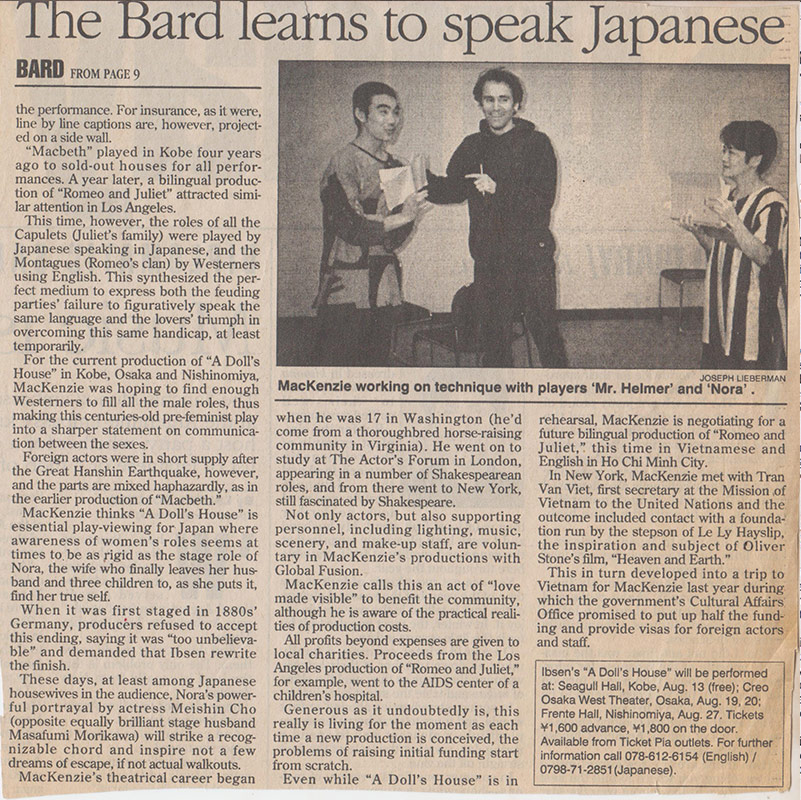 The Bard learns to speak Japanese
BARD FROM PAGE 9
the performance. For insurance, as it were,
line by line captions are, however, project-
ed on a side wall.
“Macbeth” played in Kobe four years
ago to sold-out houses for all perfor-
mances. A year later, a bilingual produc-
tion of “Romeo and Juliet” attracted simi-
lar attention in Los Angeles.
This time, however, the roles of all the
Capulets (Juliet's family) were played by
Japanese speaking in Japanese, and the
Montagues (Romeo's clan) by Westerners
using English. This synthesized the per-
fect medium to express both the feuding
parties' failure to figuratively speak the
same language and the lovers' triumph in
overcoming this same handicap, at least
temporarily.
For the current production of “A Doll's
House” in Kobe, Osaka and Nishinomiya,
MacKenzie was hoping to find enough
Westerners to fill all the male roles, thus
making this centuries-old pre-feminist play
into a sharper statement on communica-
tion between the sexes.
Foreign actors were in short supply after
the Great Hanshin Earthquake, however,
and the parts are mixed haphazardly, as in
the earlier production of “Macbeth.”
MacKenzie thinks “A Doll's House” is
essential play-viewing for Japan where
awareness of women's roles seems at
times to be as rigid as the stage role of
Nora, the wife who finally leaves her hus-
band and three children to, as she puts it,
find her true self.
When it was first staged in 1880s'
Germany, producers refused to accept
this ending, saying it was “too unbelieva-
ble” and demanded that Ibsen rewrite
the finish.
These days, at least among Japanese
housewives in the audience, Nora's power-
ful portrayal by actress Meishin Cho
(opposite equally brilliant stage husband
Masafumi Morikawa) will strike a recog-
nizable chord and inspire not a few
dreams of escape, if not actual walkouts.
MacKenzie's theatrical career began
JOSEPH LIEBERMAN
MacKenzie working on technique with players ‘Mr. Helmer’ and ‘Nora’ .
when he was 17 in Washington (he'd
come from a thoroughbred horse-raising
community in Virginia). He went on to
study at The Actor's Forum in London,
appearing in a number of Shakespearean
roles, and from there went to New York,
still fascinated by Shakespeare.
Not only actors, but also supporting
personnel, including lighting, music,
scenery, and make-up staff, are volun-
tary in MacKenzie's productions with
Global Fusion.
MacKenzie calls this an act of “love
made visible” to benefit the community,
although he is aware of the practical reali-
ties of production costs.
All profits beyond expenses are given to
local charities. Proceeds from the Los
Angeles production of “Romeo and Juliet,”
for example, went to the AIDS center of a
children's hospital.
Generous as it undoubtedly is, this
really is living for the moment as each
time a new production is conceived, the
problems of raising initial funding start
from scratch.
Even while “A Doll's House” is in
rehearsal, MacKenzie is negotiating for a
future bilingual production of “Romeo and
Juliet,” this time in Vietnamese and
English in Ho Chi Minh City.
In New York, MacKenzie met with Tran
Van Viet, first secretary at the Mission of
Vietnam to the United Nations and the
outcome included contact with a founda-
tion run by the stepson of Le Ly Hayslip,
the inspiration and subject of Oliver
Stone's film, “Heaven and Earth.”
This in turn developed into a trip to
Vietnam for MacKenzie last year during
which the government's Cultural Affairs
Office promised to put up half the fund-
ing and provide visas for foreign actors
and staff.
Ibsen's “A Doll's House” will be performed
at: Seagull Hall, Kobe, Aug. 13 (free); Creo
Osaka West Theater, Osaka, Aug. 19, 20;
Frente Hall, Nishinomiya, Aug. 27. Tickets
¥1,600 advance, ¥1,800 on the door.
Available from Ticket Pia outlets. For further
information call 078-612-6154 (English) /
0798-71-2851(Japanese).